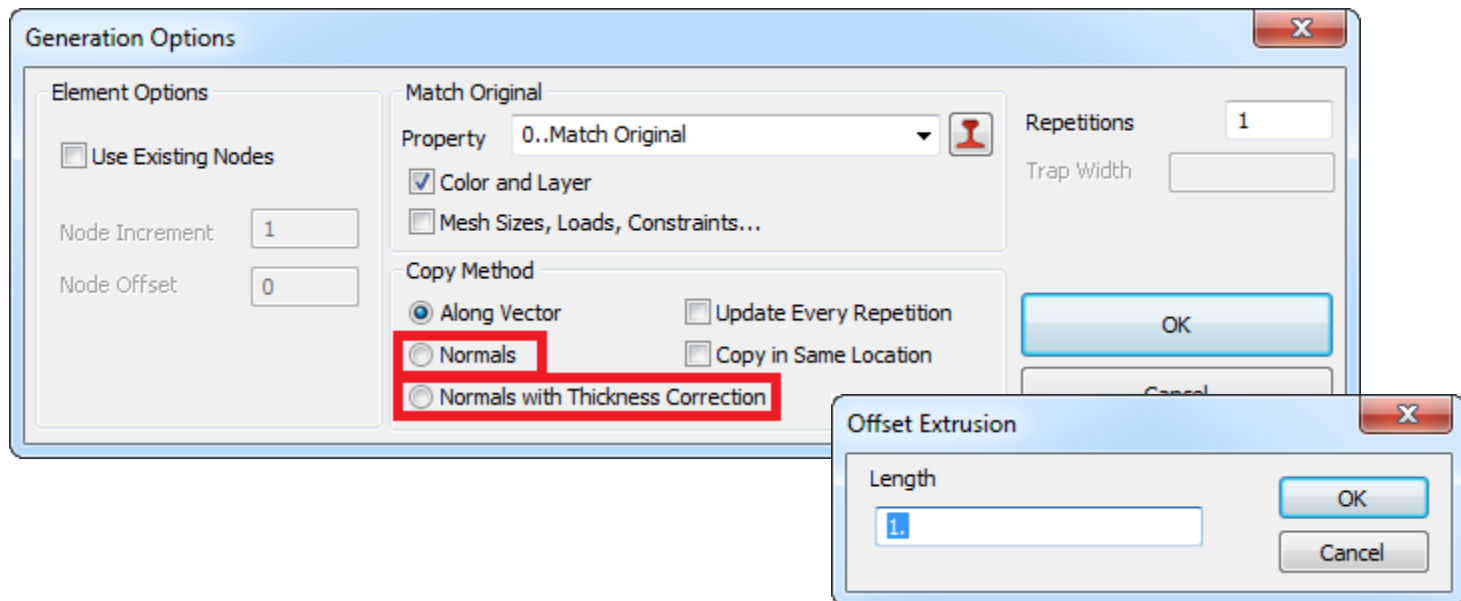 Generation Options
Element Options
Use Existing Nodes
Node Increment 1
Node Offset 0
Match Original
Property 0..Match Original
Color and Layer
Mesh Sizes, Loads, Constraints...
Copy Method
Along Vector Update Every Repetition
Normals Copy in Same Location
Normals with Thickness Correction
Repetitions 1
Trap Width
OK
Cancel
Offset Extrusion
Length
1.
OK
Cancel